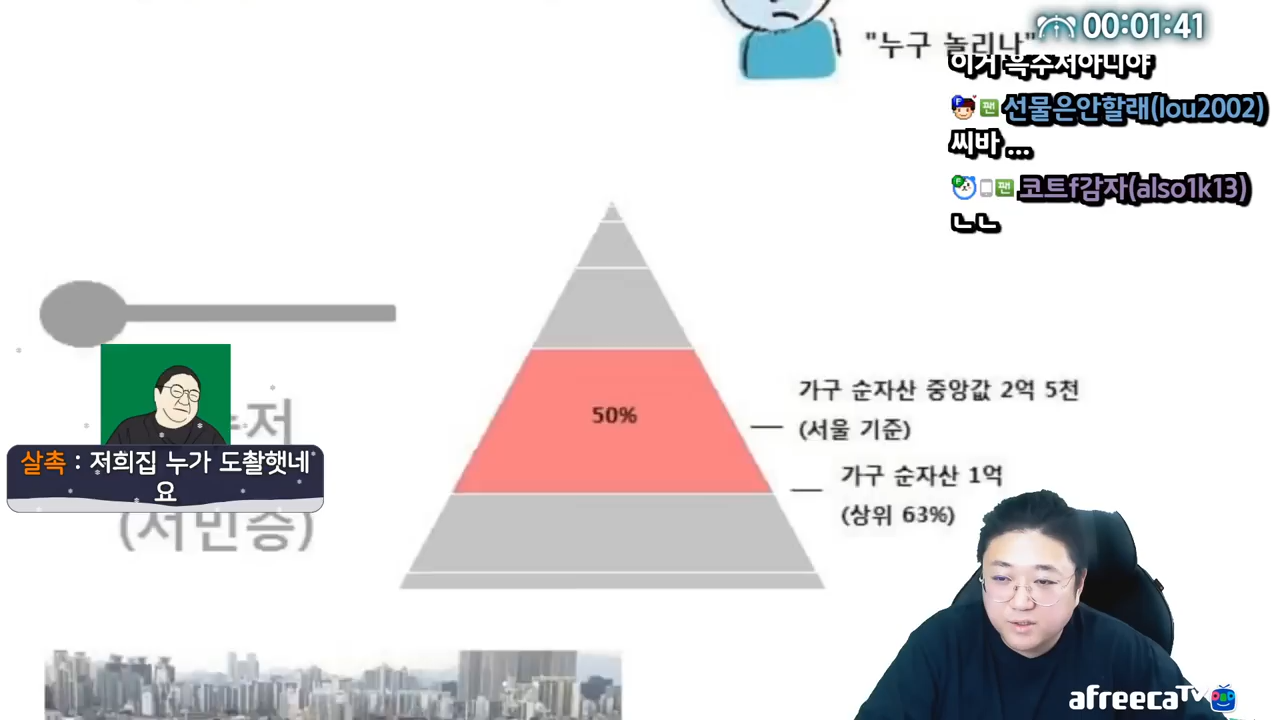 "누구 놀리나"
00:01:41
이거 흑수저아니야
팬 선물은안할래(lou2002)
씨바 ...
팬 코트f감자(also1k13)
ㄴㄴ
50%
가구 순자산 중앙값 2억 5천
(서울 기준)
가구 순자산 1억
(상위 63%)
살촉 : 저희집 누가 도촬햇네
요
(서민층)
afreecaTV